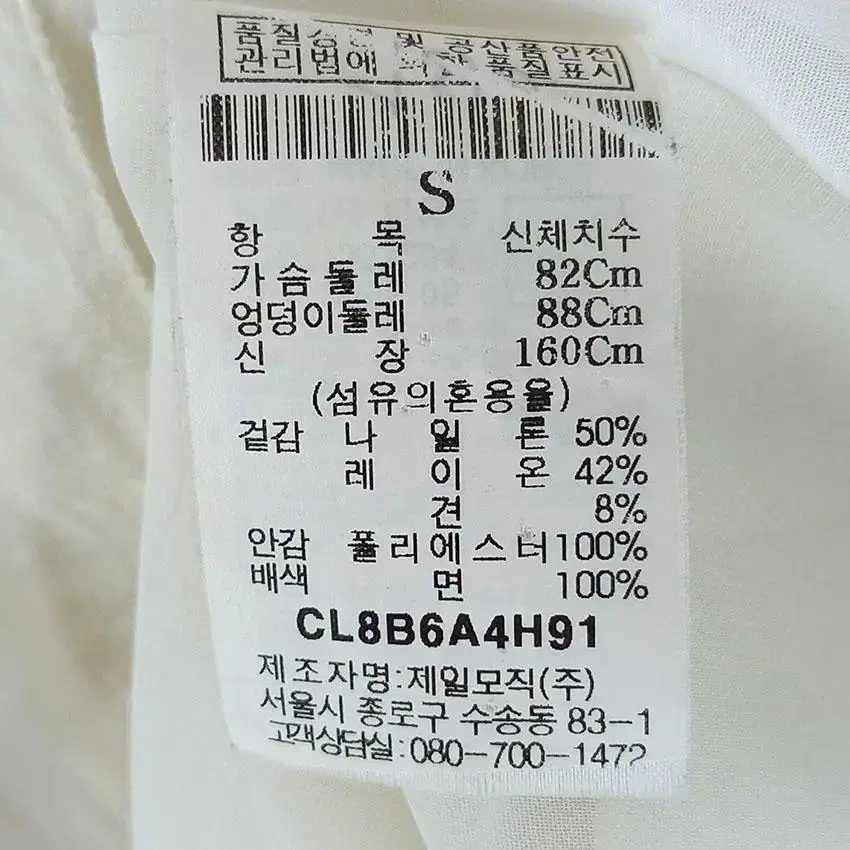 품질경영 및 공산품안전
관리법에 의한 품질표시
S
항 목 신체치수
가슴둘레 82Cm
엉덩이둘레 88Cm
신 장 160Cm
(섬유의혼용율)
겉감 나 일 론 50%
레 이 온 42%
견 8%
안감 폴리에스터 100%
배색 면 100%
CL8B6A4H91
제조자명:제일모직(주)
서울시 종로구 수송동 83-1
고객상담실:080-700-1472